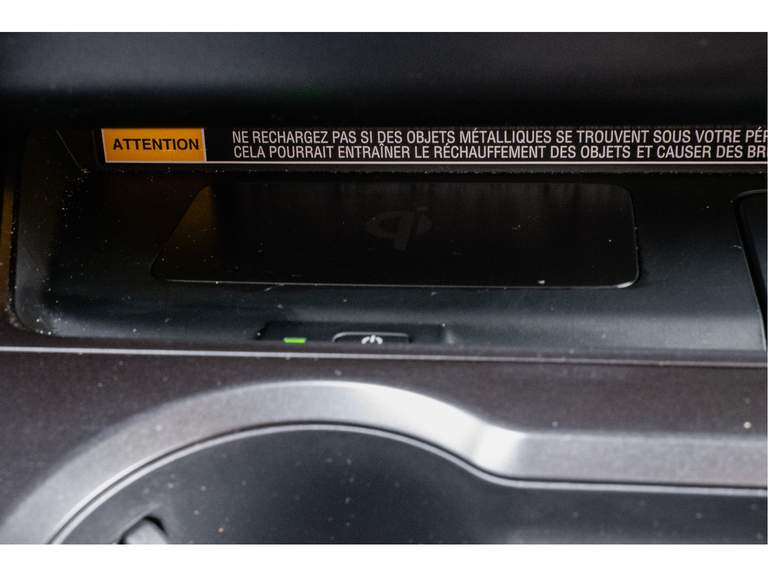 ATTENTION
NE RECHARGEZ PAS SI DES OBJETS MÉTALLIQUES SE TROUVENT SOUS VOTRE
CELA POURRAIT ENTRAÎNER LE RÉCHAUFFEMENT DES OBJETS ET CAUSER DES
qi